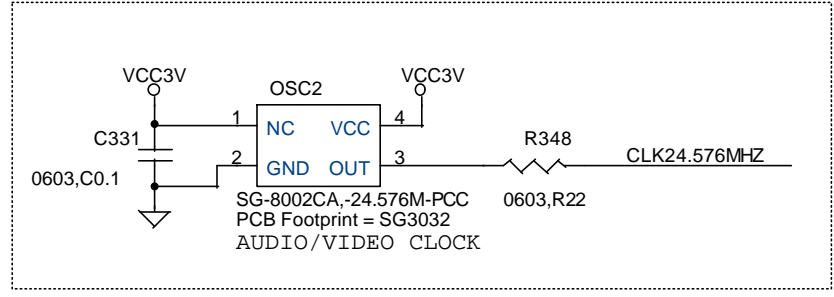 VCC3V
VCC3V
OSC2
1
NC
VCC
4
C331
R348
2
GND
OUT
3
CLK24.576MHZ
0603,C0.1
SG-8002CA,-24.576M-PCC
0603,R22
PCB Footprint = SG3032
AUDIO/VIDEO CLOCK